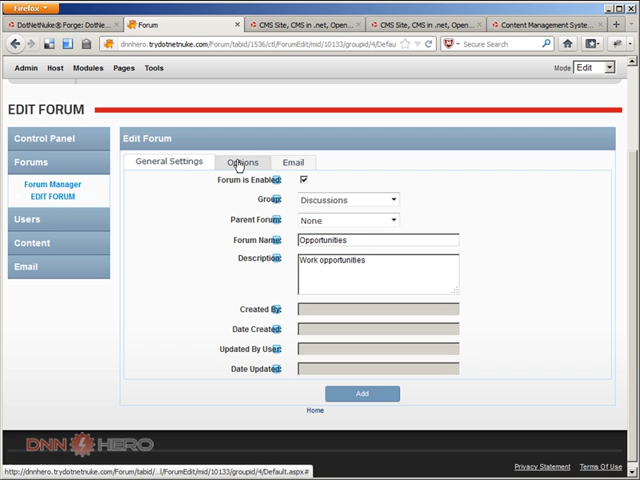 Firefox
DotNetNuke® Forge: DotNe...
Forum
CMS Site, CMS in .net, Open...
CMS Site, CMS in .net, Open...
Content Management System...
dnnhero.trydotnetnuke.com/Forum/tabid/1536/ctl/ForumEdit/mid/10133/groupid/4/Defau
Secure Search
Admin Host Modules Pages Tools
Mode Edit
EDIT FORUM
Control Panel
Forums
Forum Manager
EDIT FORUM
Users
Content
Email
Edit Forum
General Settings Options Email
Forum is Enabled:
Group: Discussions
Parent Forum: None
Forum Name: Opportunities
Description: Work opportunities
Created By:
Date Created:
Updated By User:
Date Updated:
Add
Home
DNN HERO
http://dnnhero.trydotnetnuke.com/Forum/tabid/...l/ForumEdit/mid/10133/groupid/4/Default.aspx#
Privacy Statement Terms Of Use